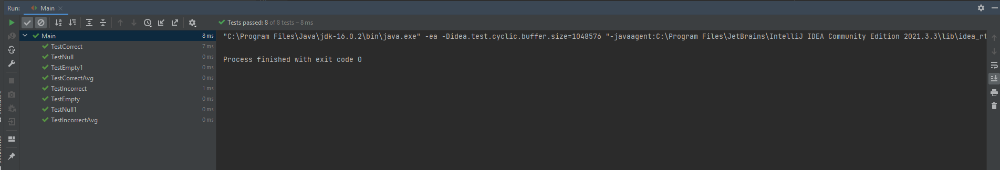 Run: Main
Tests passed: 8 of 8 tests – 8 ms
Main 8 ms
TestCorrect 7 ms
TestNull 0 ms
TestEmpty1 0 ms
TestCorrectAvg 0 ms
TestIncorrect 1 ms
TestEmpty 0 ms
TestNull1 0 ms
TestIncorrectAvg 0 ms
"C:\Program Files\Java\jdk-16.0.2\bin\java.exe" -ea -Didea.test.cyclic.buffer.size=1048576 "-javaagent:C:\Program Files\JetBrains\IntelliJ IDEA Community Edition 2021.3.3\lib\idea_rt
Process finished with exit code 0